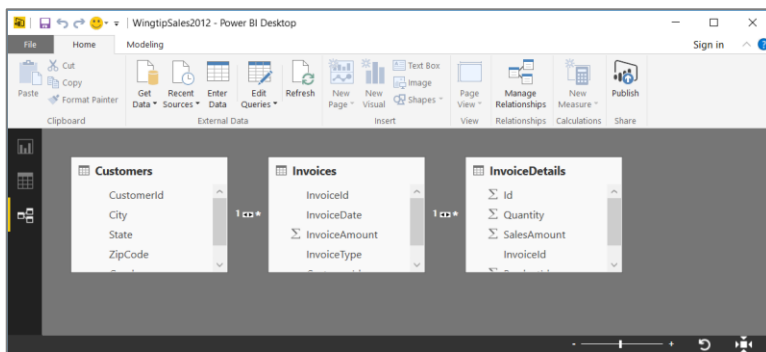 WingtipSales2012 - Power BI Desktop
File Home Modeling Sign in
Paste
Cut
Copy
Format Painter
Clipboard
Get Data
Recent Sources
Enter Data
Edit Queries
Refresh
External Data
New Page
New Visual
Text Box
Image
Shapes
Insert
Page View
View
Manage Relationships
Relationships
New Measure
Calculations
Publish
Share
Customers
CustomerId
City
State
ZipCode
1 *
Invoices
InvoiceId
InvoiceDate
Σ InvoiceAmount
InvoiceType
1 *
InvoiceDetails
Σ Id
Σ Quantity
Σ SalesAmount
InvoiceId
- +